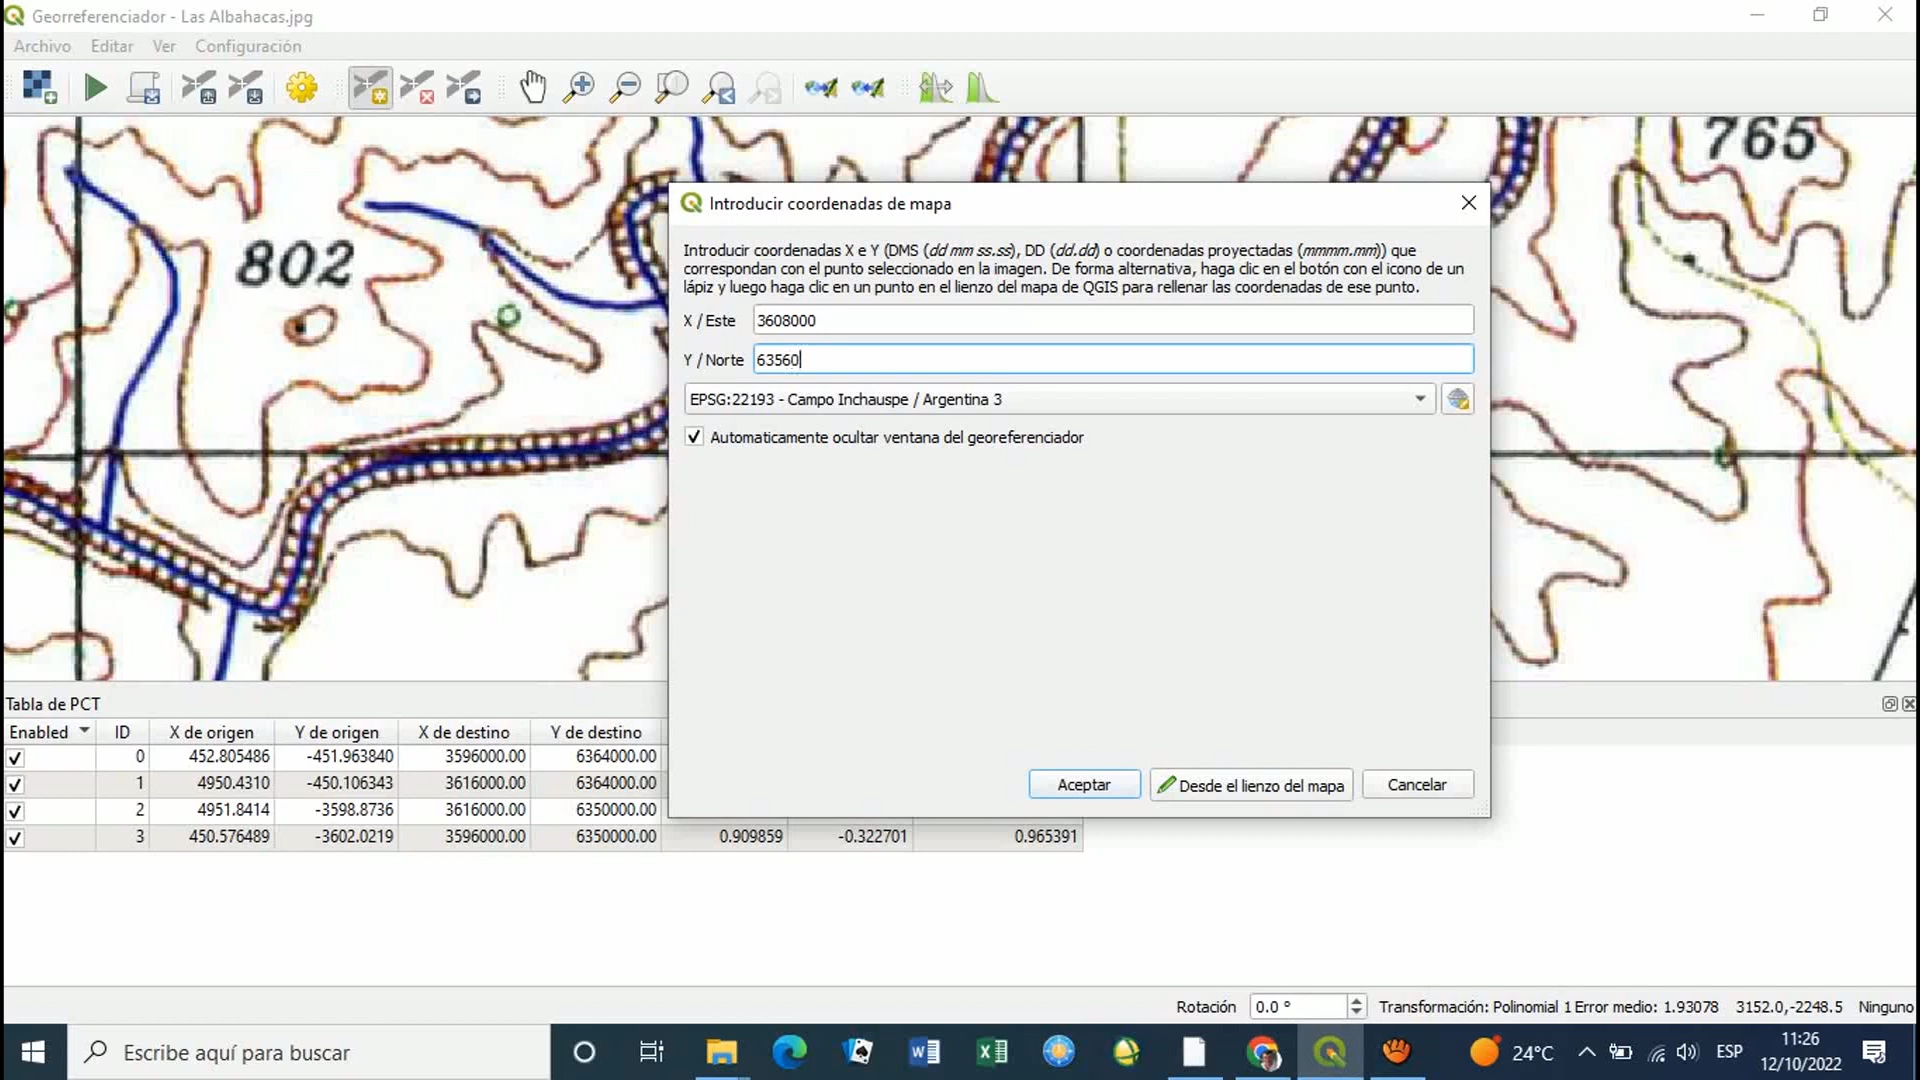 Georreferenciador - Las Albahacas.jpg
Archivo Editar Ver Configuración
802
765
Introducir coordenadas de mapa
Introducir coordenadas X e Y (DMS (dd mm ss.ss), DD (dd.dd) o coordenadas proyectadas (mmmm.mm)) que
correspondan con el punto seleccionado en la imagen. De forma alternativa, haga clic en el botón con el icono de un
lápiz y luego haga clic en un punto en el lienzo del mapa de QGIS para rellenar las coordenadas de ese punto.
X / Este 3608000
Y / Norte 63560
EPSG:22193 - Campo Inchauspe / Argentina 3
Automaticamente ocultar ventana del georeferenciador
Aceptar Desde el lienzo del mapa Cancelar
Tabla de PCT
Enabled ID X de origen Y de origen X de destino Y de destino
0 452.805486 -451.963840 3596000.00 6364000.00
1 4950.4310 -450.106343 3616000.00 6364000.00
2 4951.8414 -3598.8736 3616000.00 6350000.00
3 450.576489 -3602.0219 3596000.00 6350000.00 0.909859 -0.322701 0.965391
Rotación 0.0 ° Transformación: Polinomial 1 Error medio: 1.93078 3152.0,-2248.5 Ninguno
Escribe aquí para buscar
24°C
ESP
11:26
12/10/2022